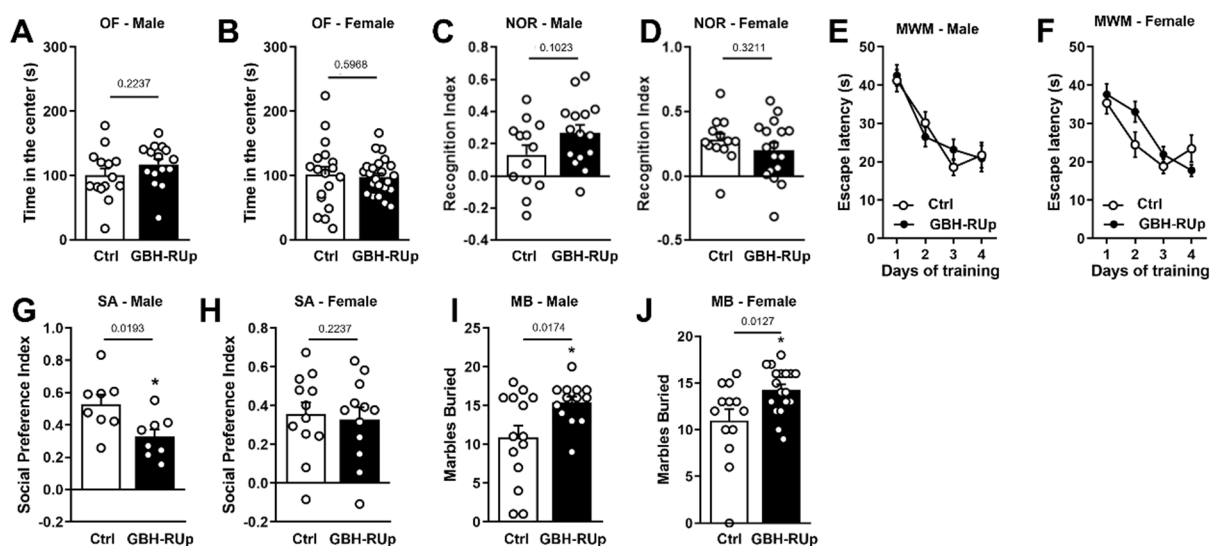 A
OF - Male
Time in the center (s)
300
200
100
0
0.2237
Ctrl GBH-RUp
B
OF - Female
Time in the center (s)
300
200
100
0
0.5968
Ctrl GBH-RUp
C
NOR - Male
Recognition Index
0.8
0.6
0.4
0.2
0.0
-0.2
-0.4
0.1023
Ctrl GBH-RUp
D
NOR - Female
Recognition Index
1.0
0.5
0.0
-0.5
0.3211
Ctrl GBH-RUp
E
MWM - Male
Escape latency (s)
50
40
30
20
10
0
Ctrl
GBH-RUp
1 2 3 4
Days of training
F
MWM - Female
Escape latency (s)
50
40
30
20
10
0
Ctrl
GBH-RUp
1 2 3 4
Days of training
G
SA - Male
Social Preference Index
1.0
0.8
0.6
0.4
0.2
0.0
-0.2
0.0193
*
Ctrl GBH-RUp
H
SA - Female
Social Preference Index
0.8
0.6
0.4
0.2
0.0
-0.2
0.2237
Ctrl GBH-RUp
I
MB - Male
Marbles Buried
25
20
15
10
5
0
0.0174
*
Ctrl GBH-RUp
J
MB - Female
Marbles Buried
20
15
10
5
0
0.0127
*
Ctrl GBH-RUp